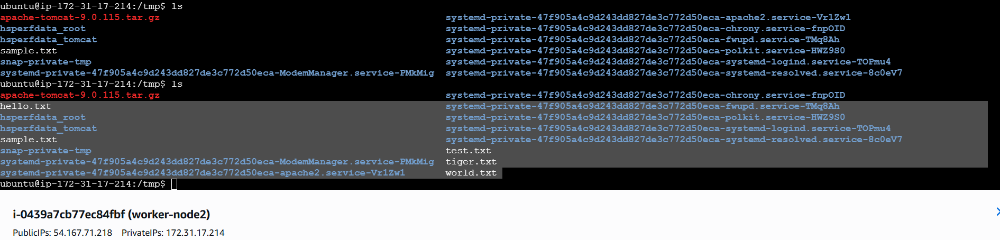 ubuntu@ip-172-31-17-214:/tmp$ ls
apache-tomcat-9.0.115.tar.gz systemd-private-47f905a4c9d243dd827de3c772d50eca-apache2.service-Vr1Zw1
hsperfdata_root systemd-private-47f905a4c9d243dd827de3c772d50eca-chrony.service-fnpOID
hsperfdata_tomcat systemd-private-47f905a4c9d243dd827de3c772d50eca-fwupd.service-TMq8Ah
sample.txt systemd-private-47f905a4c9d243dd827de3c772d50eca-polkit.service-HWZ9S0
snap-private-tmp systemd-private-47f905a4c9d243dd827de3c772d50eca-systemd-logind.service-TOPmu4
systemd-private-47f905a4c9d243dd827de3c772d50eca-ModemManager.service-PMkMig systemd-private-47f905a4c9d243dd827de3c772d50eca-systemd-resolved.service-8c0eV7
ubuntu@ip-172-31-17-214:/tmp$ ls
apache-tomcat-9.0.115.tar.gz systemd-private-47f905a4c9d243dd827de3c772d50eca-chrony.service-fnpOID
hello.txt systemd-private-47f905a4c9d243dd827de3c772d50eca-fwupd.service-TMq8Ah
hsperfdata_root systemd-private-47f905a4c9d243dd827de3c772d50eca-polkit.service-HWZ9S0
hsperfdata_tomcat systemd-private-47f905a4c9d243dd827de3c772d50eca-systemd-logind.service-TOPmu4
sample.txt systemd-private-47f905a4c9d243dd827de3c772d50eca-systemd-resolved.service-8c0eV7
snap-private-tmp test.txt
systemd-private-47f905a4c9d243dd827de3c772d50eca-ModemManager.service-PMkMig tiger.txt
systemd-private-47f905a4c9d243dd827de3c772d50eca-apache2.service-Vr1Zw1 world.txt
ubuntu@ip-172-31-17-214:/tmp$
i-0439a7cb77ec84fbf (worker-node2)
PublicIPs: 54.167.71.218 PrivateIPs: 172.31.17.214